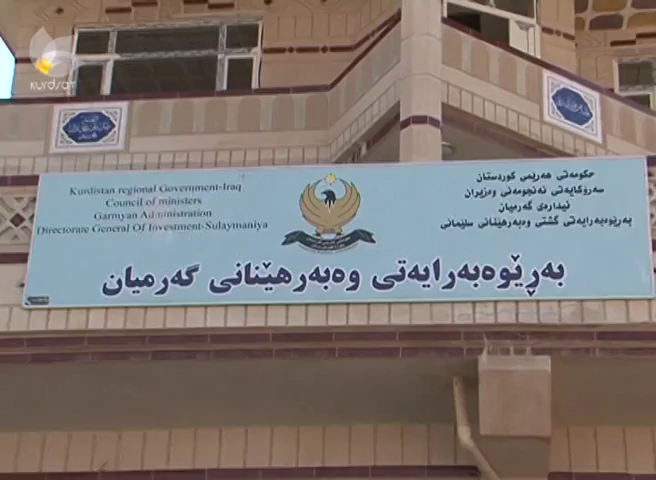 kurdsat
Kurdistan regional Government-Iraq
Council of ministers
Garmyan Administration
Directorate General Of Investment-Sulaymaniya
حکومەتی هەرێمی کوردستان
سەرۆکایەتی ئەنجومەنی وەزیران
ئیدارەی گەرمیان
بەڕێوەبەرایەتی گشتی وەبەرهێنانی سلێمانی
بەڕێوەبەرایەتی وەبەرهێنانی گەرمیان